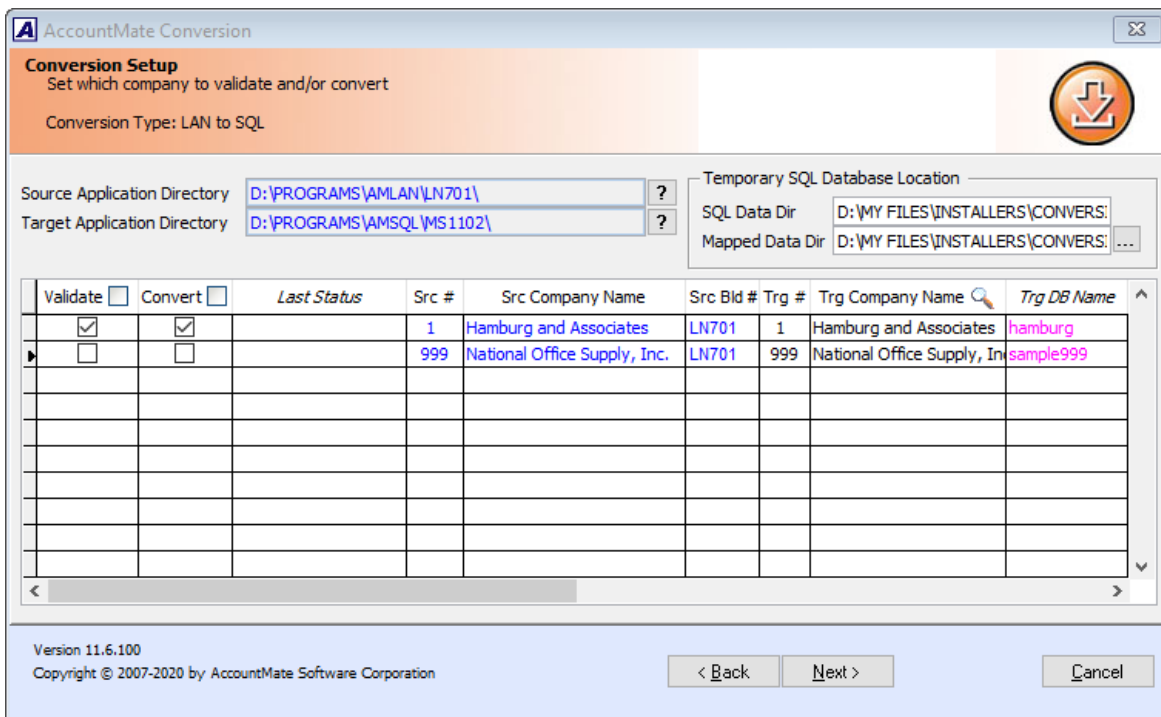 AccountMate Conversion
Conversion Setup
Set which company to validate and/or convert
Conversion Type: LAN to SQL
Source Application Directory D:\PROGRAMS\AMLAN\LN701\ ?
Target Application Directory D:\PROGRAMS\AMSQL\MS1102\ ?
Temporary SQL Database Location
SQL Data Dir D:\MY FILES\INSTALLERS\CONVERS
Mapped Data Dir D:\MY FILES\INSTALLERS\CONVERS ...
Validate Convert Last Status Src # Src Company Name Src Bld # Trg # Trg Company Name Trg DB Name
1 Hamburg and Associates LN701 1 Hamburg and Associates hamburg
999 National Office Supply, Inc. LN701 999 National Office Supply, In sample999
Version 11.6.100
Copyright © 2007-2020 by AccountMate Software Corporation
< Back Next > Cancel